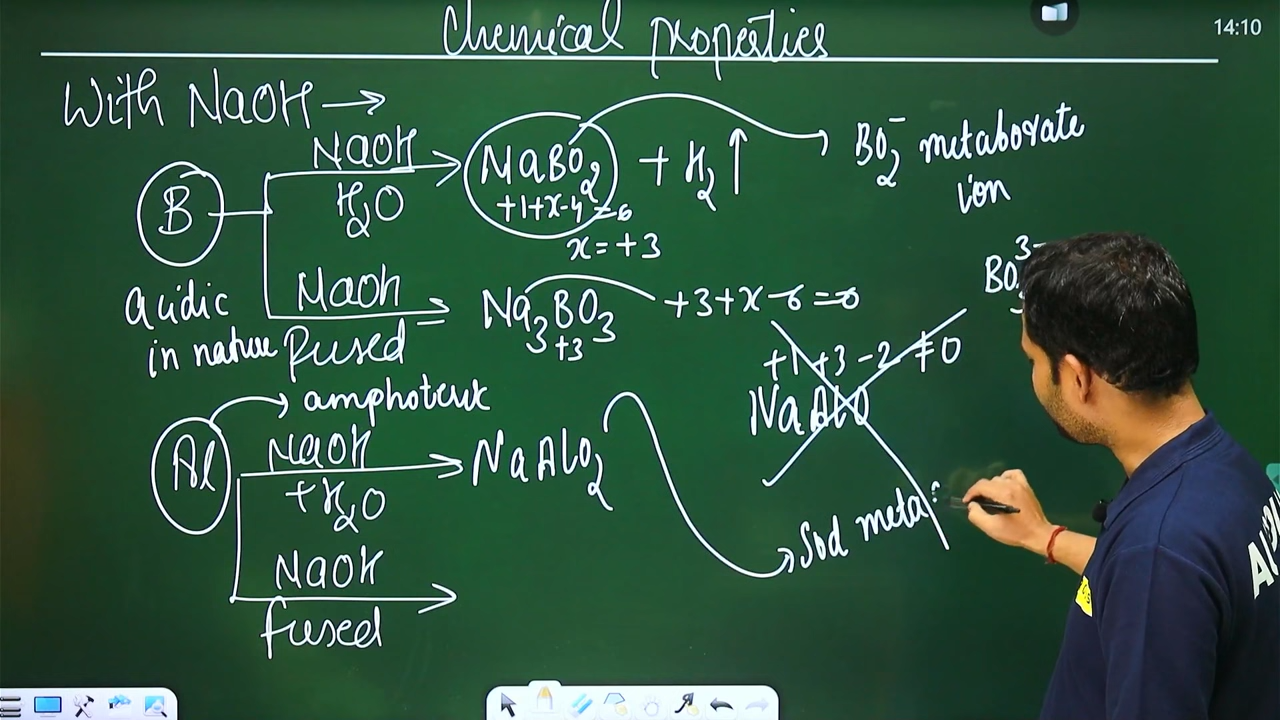 Chemical properties
14:10
With NaOH →
B
NaOH
H₂O
NaBO₂ + H₂↑
+1+x-4=0
x=+3
BO₂⁻ metaborate
ion
acidic
in nature
NaOH
fused
Na₃BO₃
+3
+3+x-6=0
BO₃³⁻
+1 +3 -2 ≠0
NaAlO
Al → amphoteric
NaOH
+H₂O
NaAlO₂
Sod meta
NaOH
fused